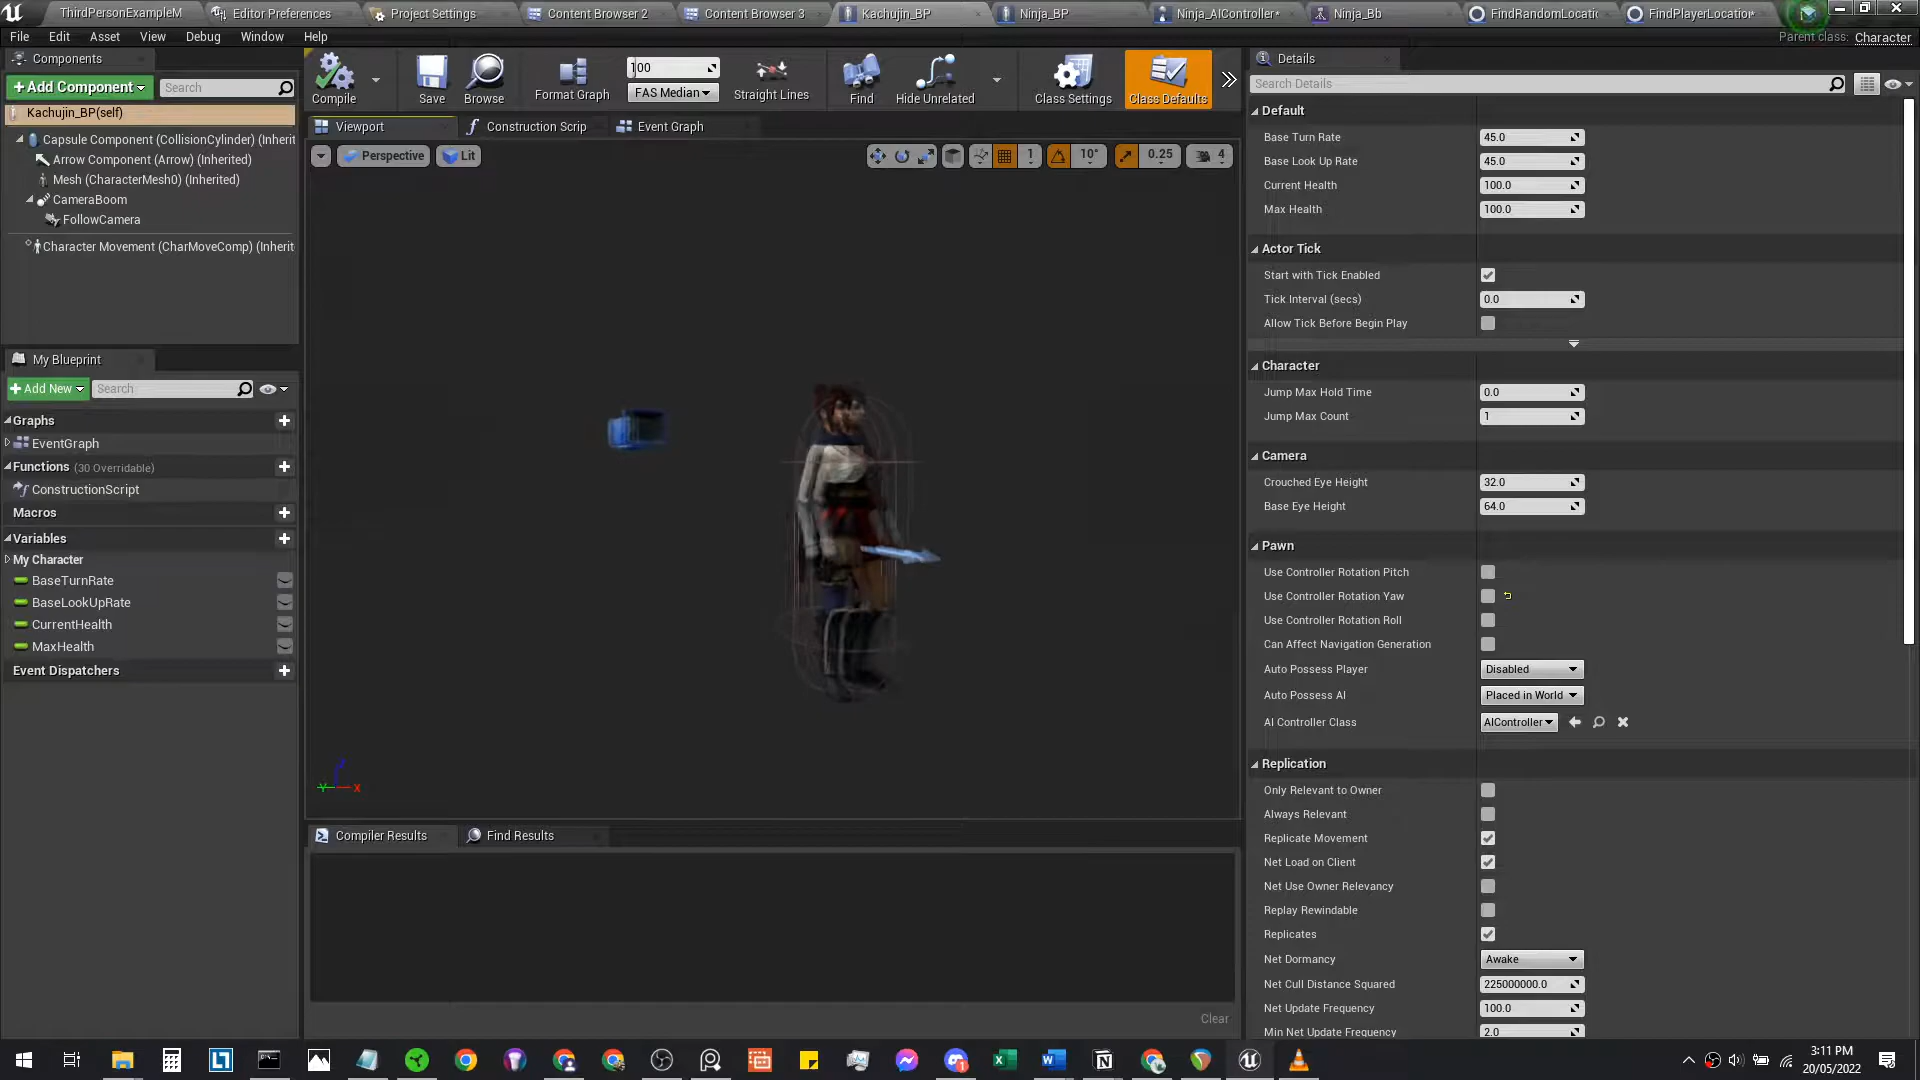 ThirdPersonExampleM
Editor Preferences
Project Settings
Content Browser 2
Content Browser 3
Kachujin_BP
Ninja_BP
Ninja_AIController*
Ninja_Bb
FindRandomLocatic
FindPlayerLocation*
File Edit Asset View Debug Window Help
Parent class: Character
Components
+Add Component
Search
Kachujin_BP(self)
Capsule Component (CollisionCylinder) (Inherit
Arrow Component (Arrow) (Inherited)
Mesh (CharacterMesh0) (Inherited)
CameraBoom
FollowCamera
Character Movement (CharMoveComp) (Inherit
My Blueprint
+Add New
Search
Graphs
EventGraph
Functions (30 Overridable)
ConstructionScript
Macros
Variables
My Character
BaseTurnRate
BaseLookUpRate
CurrentHealth
MaxHealth
Event Dispatchers
Compile
Save
Browse
Format Graph
100
FAS Median
Straight Lines
Find
Hide Unrelated
Class Settings
Class Defaults
Viewport
Construction Scrip
Event Graph
Perspective
Lit
1
10°
0.25
4
Z
Y
X
Compiler Results
Find Results
Clear
Details
Search Details
Default
Base Turn Rate 45.0
Base Look Up Rate 45.0
Current Health 100.0
Max Health 100.0
Actor Tick
Start with Tick Enabled
Tick Interval (secs) 0.0
Allow Tick Before Begin Play
Character
Jump Max Hold Time 0.0
Jump Max Count 1
Camera
Crouched Eye Height 32.0
Base Eye Height 64.0
Pawn
Use Controller Rotation Pitch
Use Controller Rotation Yaw
Use Controller Rotation Roll
Can Affect Navigation Generation
Auto Possess Player Disabled
Auto Possess AI Placed in World
AI Controller Class AIController
Replication
Only Relevant to Owner
Always Relevant
Replicate Movement
Net Load on Client
Net Use Owner Relevancy
Replay Rewindable
Replicates
Net Dormancy Awake
Net Cull Distance Squared 225000000.0
Net Update Frequency 100.0
Min Net Update Frequency 2.0
3:11 PM
20/05/2022